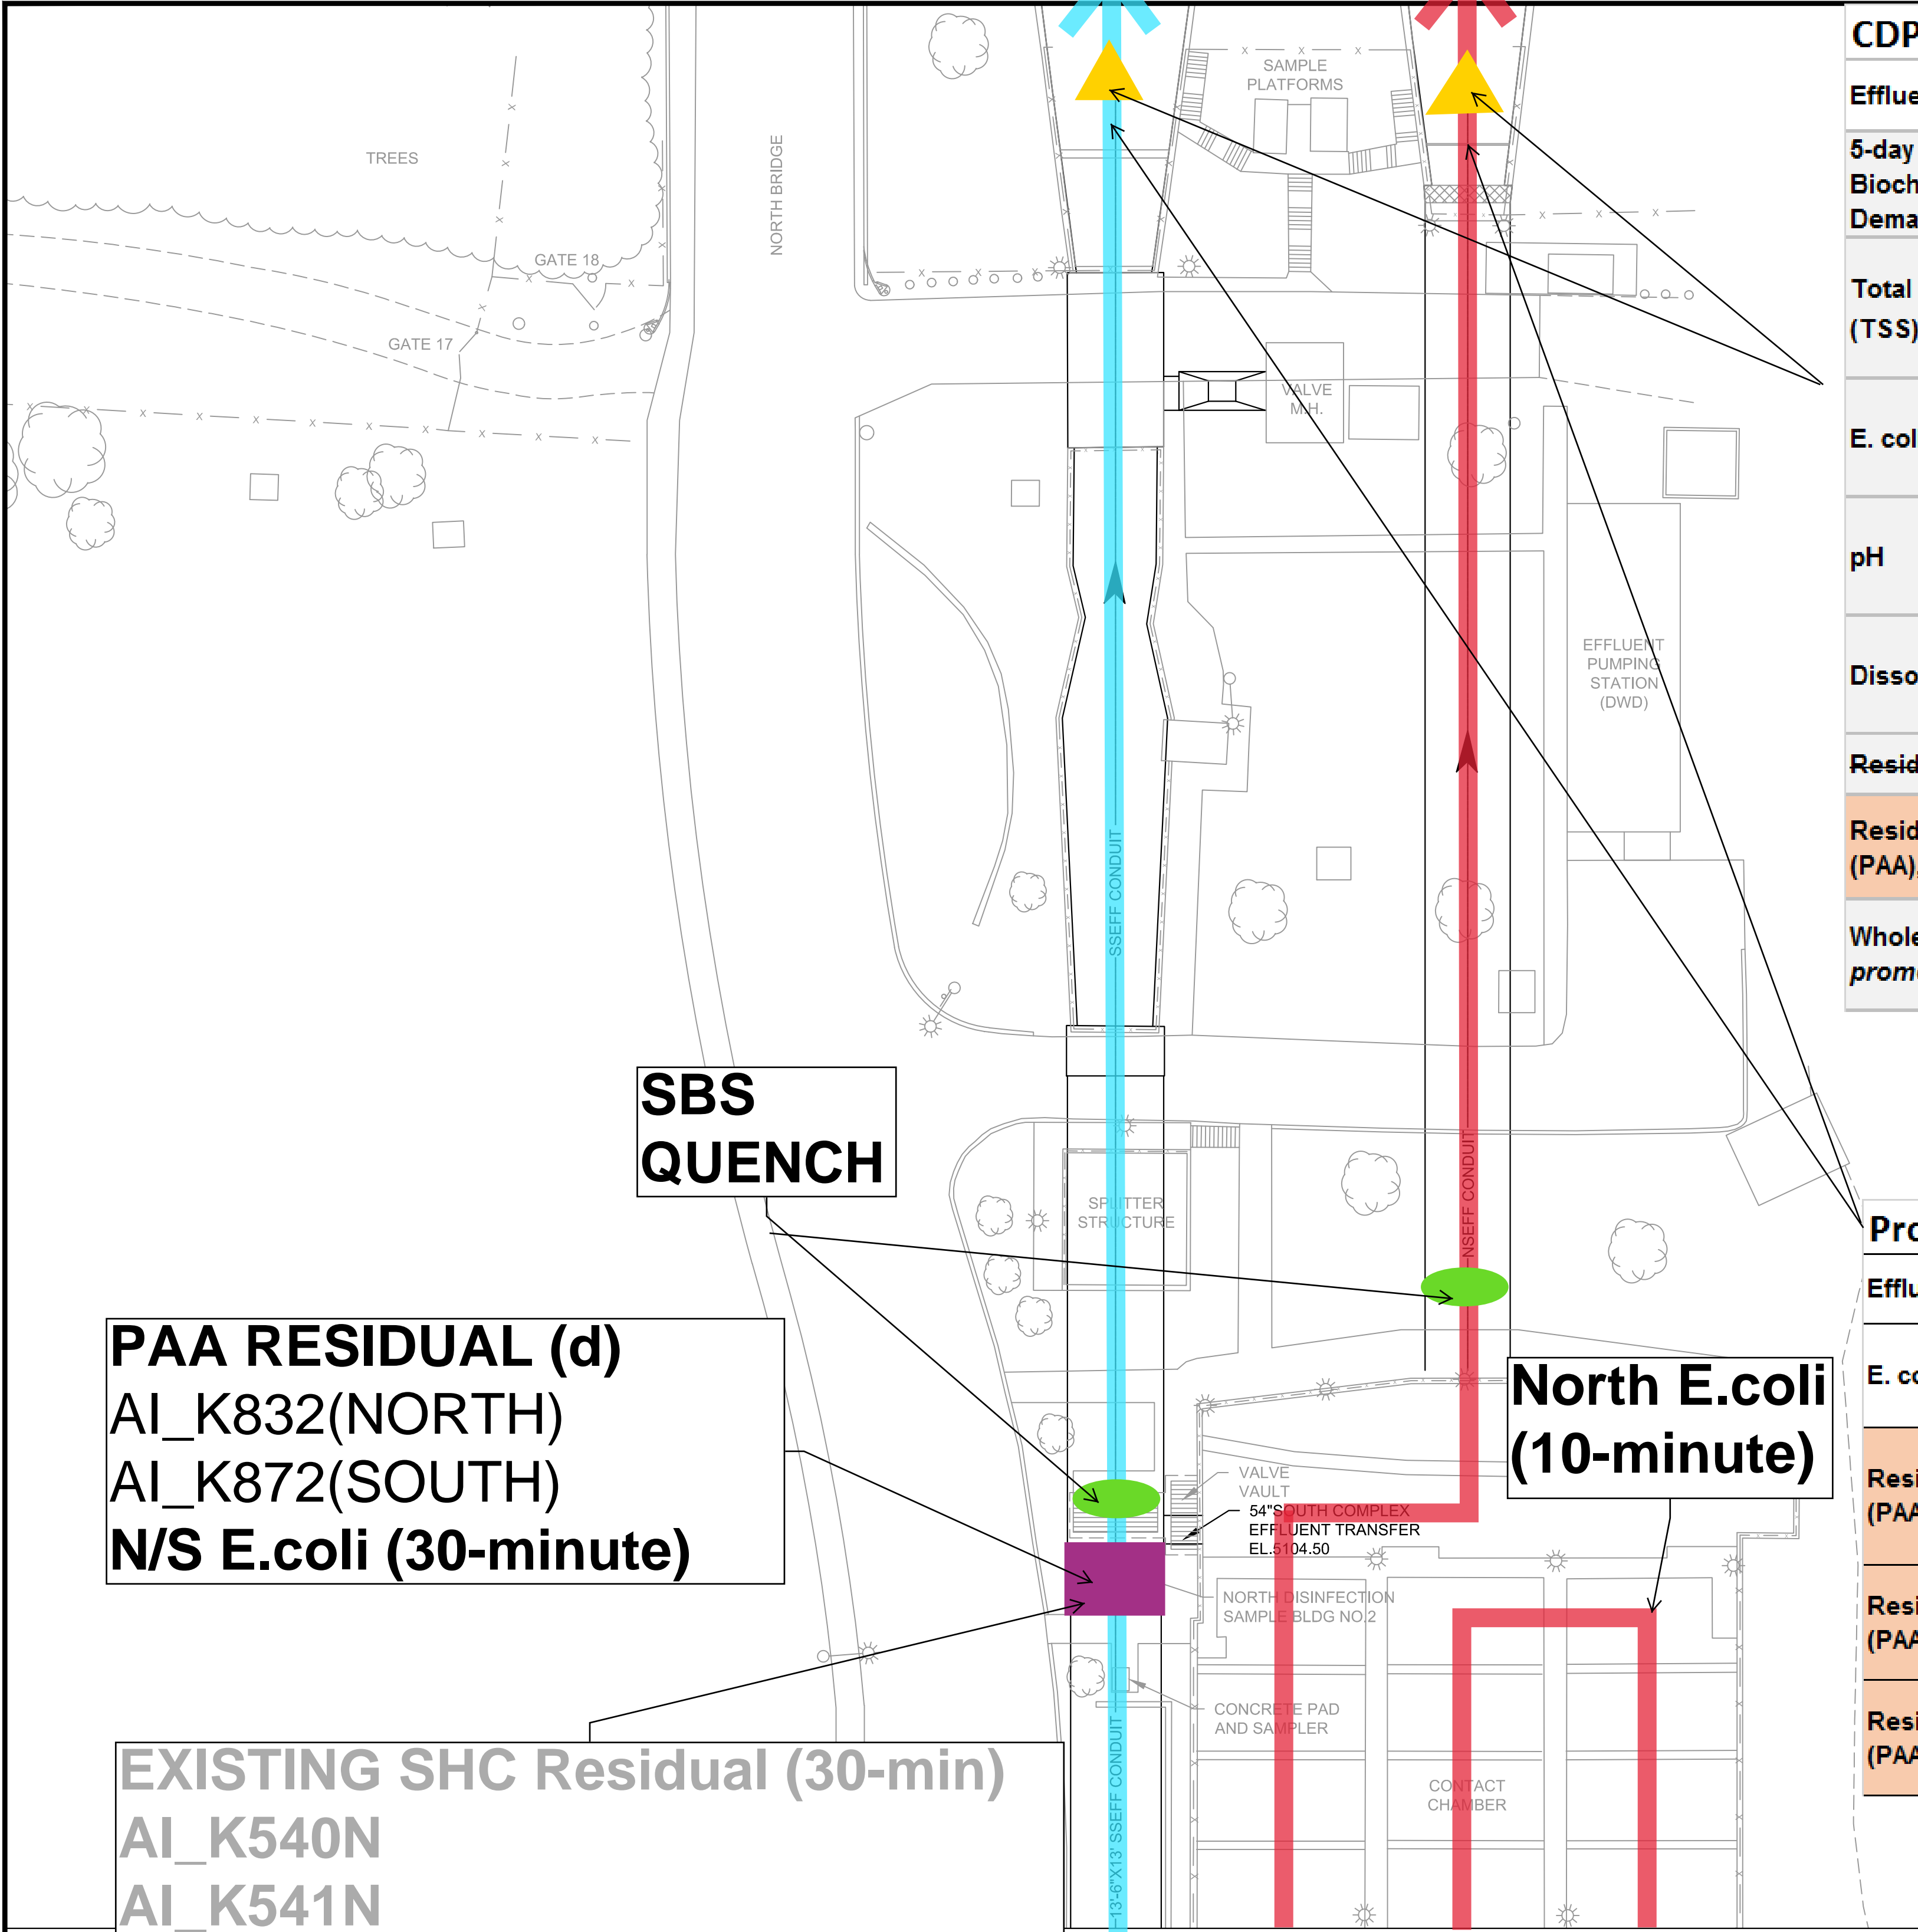 TREES
NORTH BRIDGE
SAMPLE
PLATFORMS
GATE 18
GATE 17
VALVE
M.H.
EFFLUENT
PUMPING
STATION
(DWD)
SSEFF CONDUIT
NSEFF CONDUIT
SBS
QUENCH
SPLITTER
STRUCTURE
PAA RESIDUAL (d)
AI_K832(NORTH)
AI_K872(SOUTH)
N/S E.coli (30-minute)
North E.coli
(10-minute)
VALVE
VAULT
54"SOUTH COMPLEX
EFFLUENT TRANSFER
EL.5104.50
NORTH DISINFECTION
SAMPLE BLDG NO.2
CONCRETE PAD
AND SAMPLER
CONTACT
CHAMBER
13'-6"X13' SSEFF CONDUIT
EXISTING SHC Residual (30-min)
AI_K540N
AI_K541N
CDP
Efflue
5-day
Bioch
Dema
Total
(TSS)
E. col
pH
Disso
Resid
Resid
(PAA),
Whole
prom
Pro
Efflu
E. co
Resi
(PAA
Resi
(PAA
Resi
(PAA